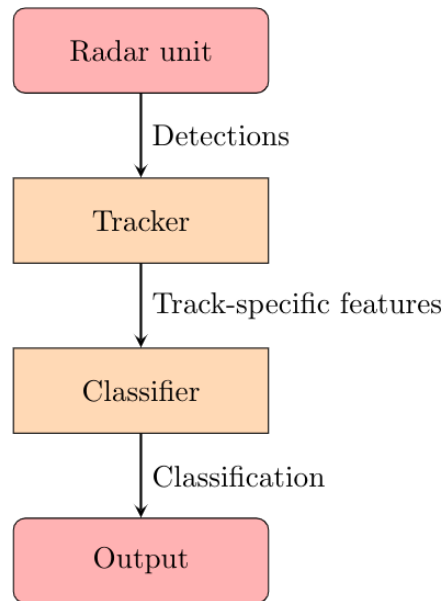 Radar unit
Detections
Tracker
Track-specific features
Classifier
Classification
Output